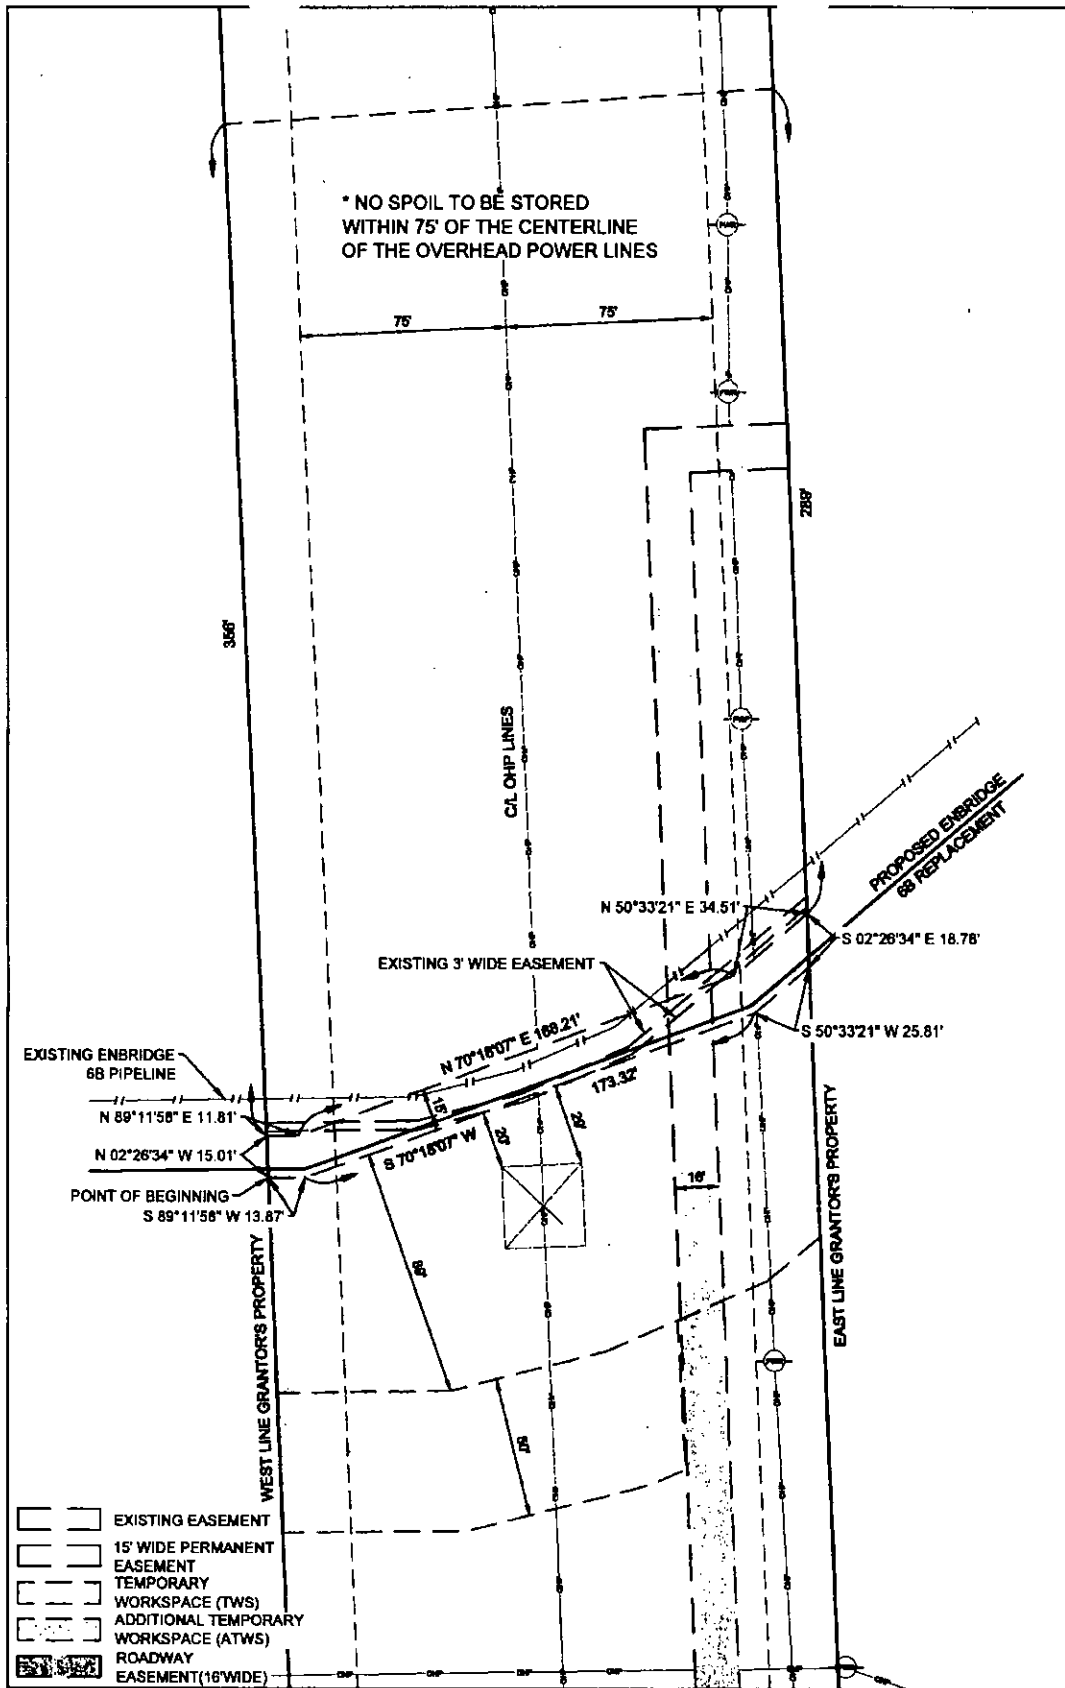 * NO SPOIL TO BE STORED
WITHIN 75' OF THE CENTERLINE
OF THE OVERHEAD POWER LINES
75'
75'
289'
356'
C/L OHP LINES
PROPOSED ENBRIDGE
6B REPLACEMENT
N 50°33'21" E 34.51'
S 02°26'34" E 18.76'
EXISTING 3' WIDE EASEMENT
S 50°33'21" W 25.81'
N 70°18'07" E 168.21'
EXISTING ENBRIDGE
6B PIPELINE
173.32'
N 89°11'58" E 11.81'
15'
S 70°18'07" W
20'
20'
N 02°26'34" W 15.01'
POINT OF BEGINNING
S 89°11'58" W 13.87'
16'
WEST LINE GRANTOR'S PROPERTY
EAST LINE GRANTOR'S PROPERTY
50'
EXISTING EASEMENT
15' WIDE PERMANENT
EASEMENT
TEMPORARY
WORKSPACE (TWS)
ADDITIONAL TEMPORARY
WORKSPACE (ATWS)
ROADWAY
EASEMENT(16'WIDE)